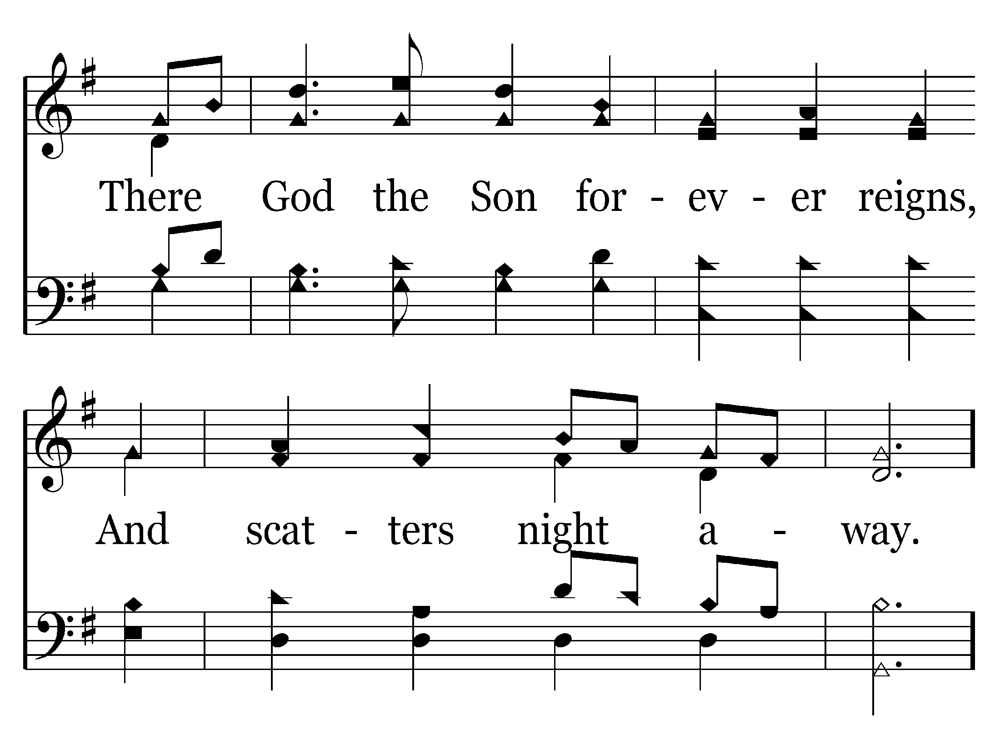 There God the Son for - ev - er reigns,
And scat - ters night a - way.